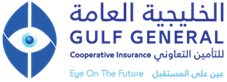 الخليجية العامة
GULF GENERAL
للتأمين التعاوني Cooperative Insurance
Eye On The Future عين على المستقبل